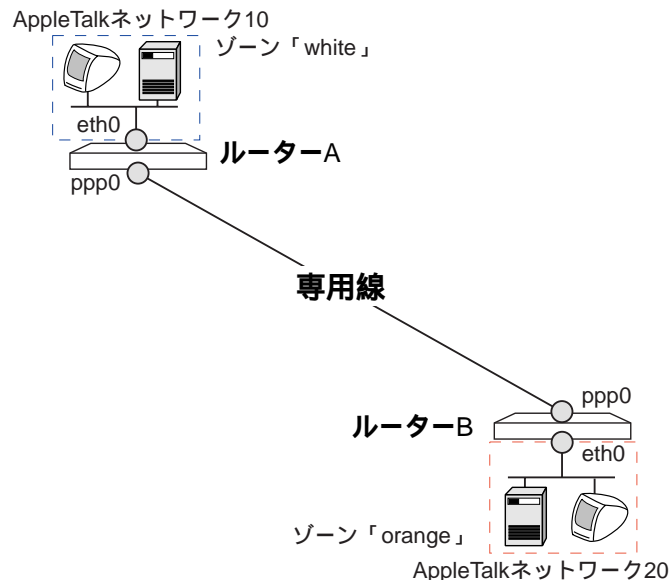 AppleTalkネットワーク10
ゾーン「white」
eth0
ルーターA
ppp0
専用線
ppp0
ルーターB
eth0
ゾーン「orange」
AppleTalkネットワーク20